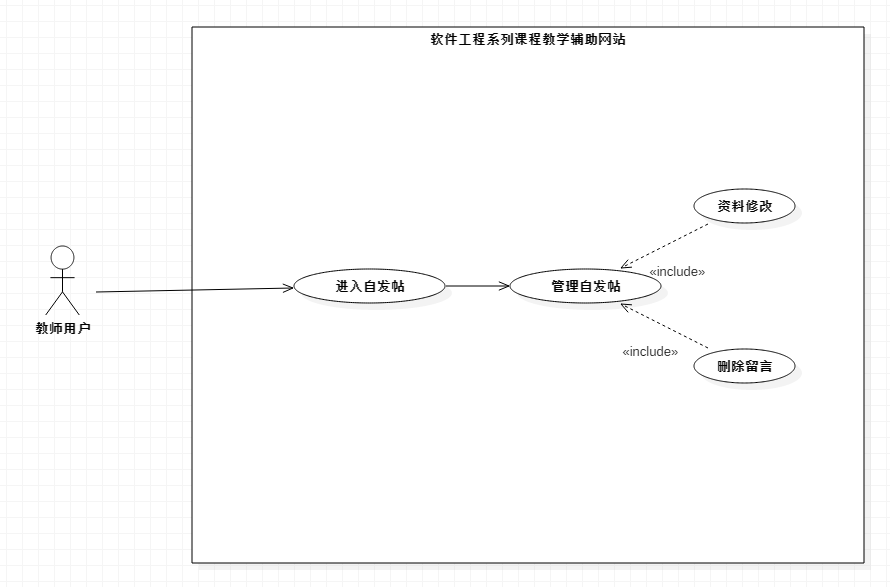 软件工程系列课程教学辅助网站
资料修改
«include»
进入自发帖
管理自发帖
教师用户
«include»
删除留言